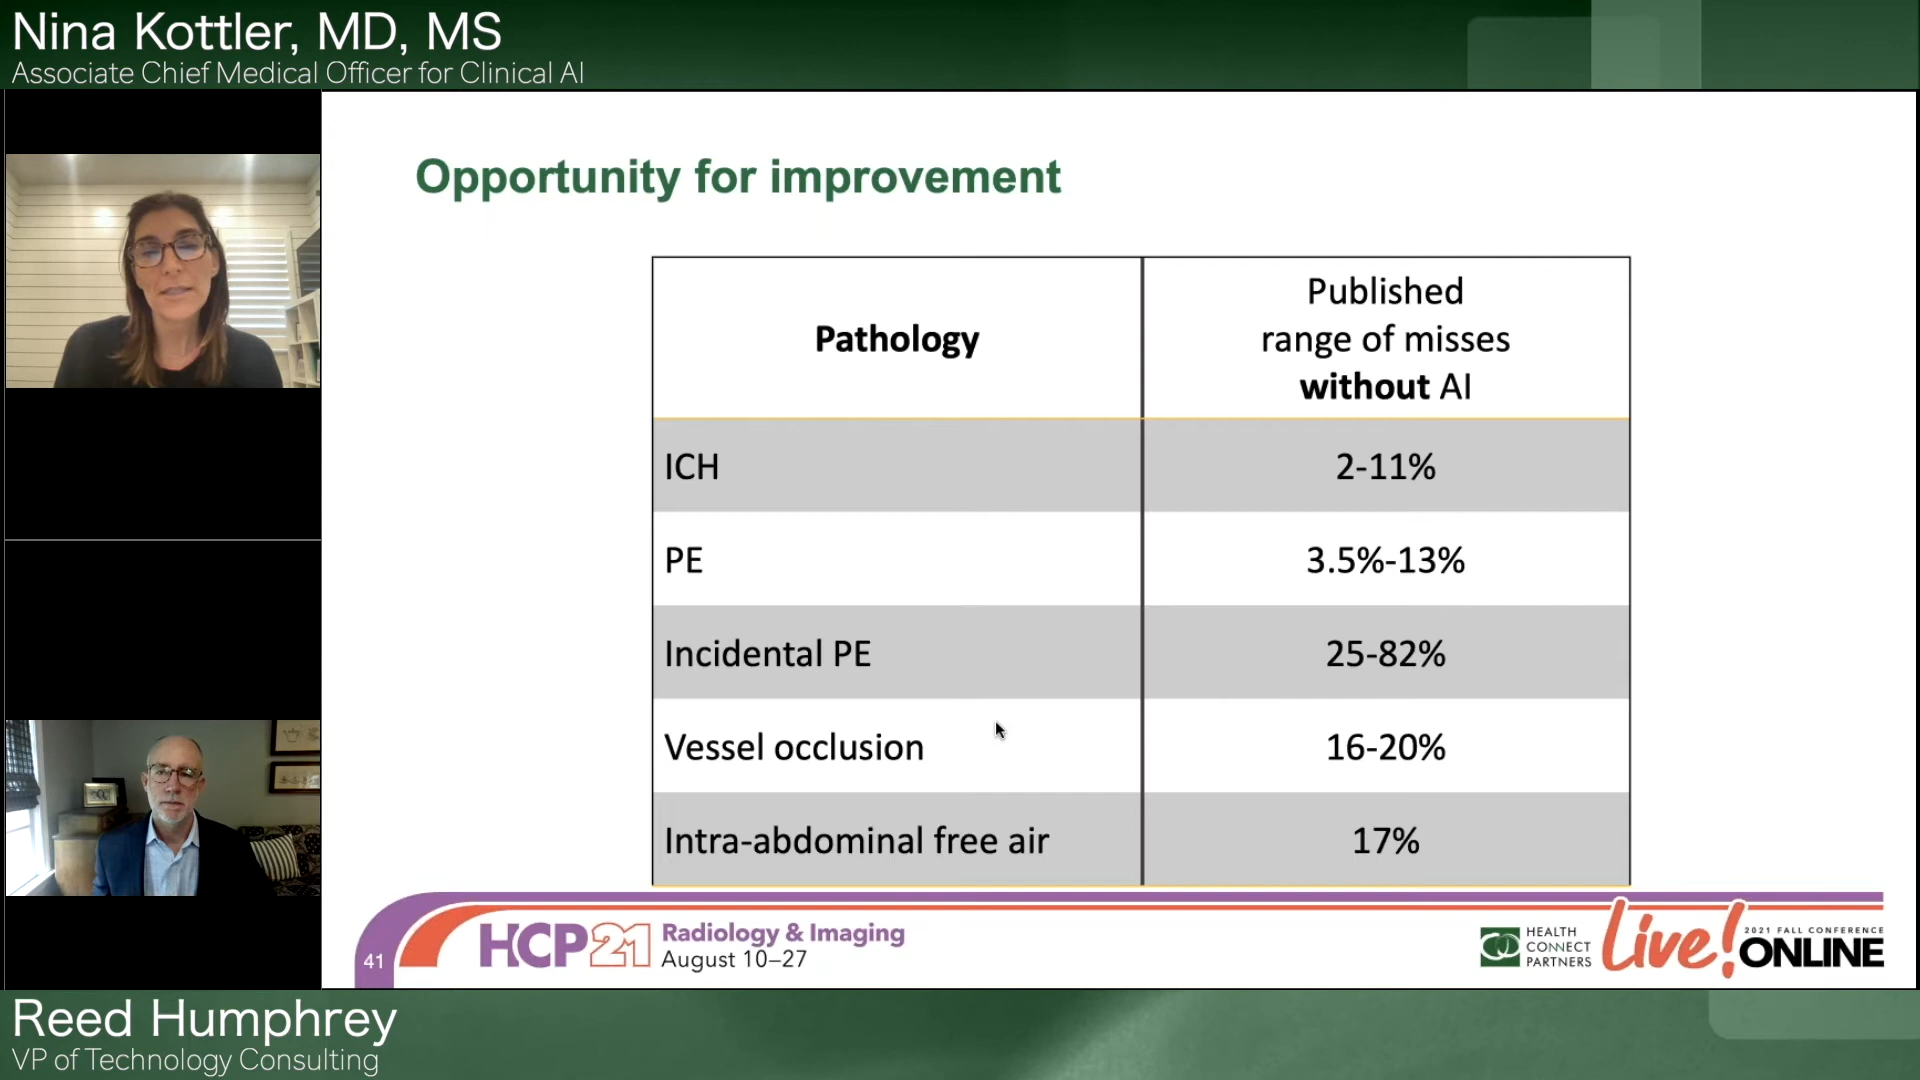 Nina Kottler, MD, MS
Associate Chief Medical Officer for Clinical AI
Opportunity for improvement
Pathology
Published
range of misses
without AI
ICH
2-11%
PE
3.5%-13%
Incidental PE
25-82%
Vessel occlusion
16-20%
Intra-abdominal free air
17%
41
HCP21
Radiology & Imaging
August 10–27
HEALTH
CONNECT
PARTNERS
Live!
2021 FALL CONFERENCE
ONLINE
Reed Humphrey
VP of Technology Consulting